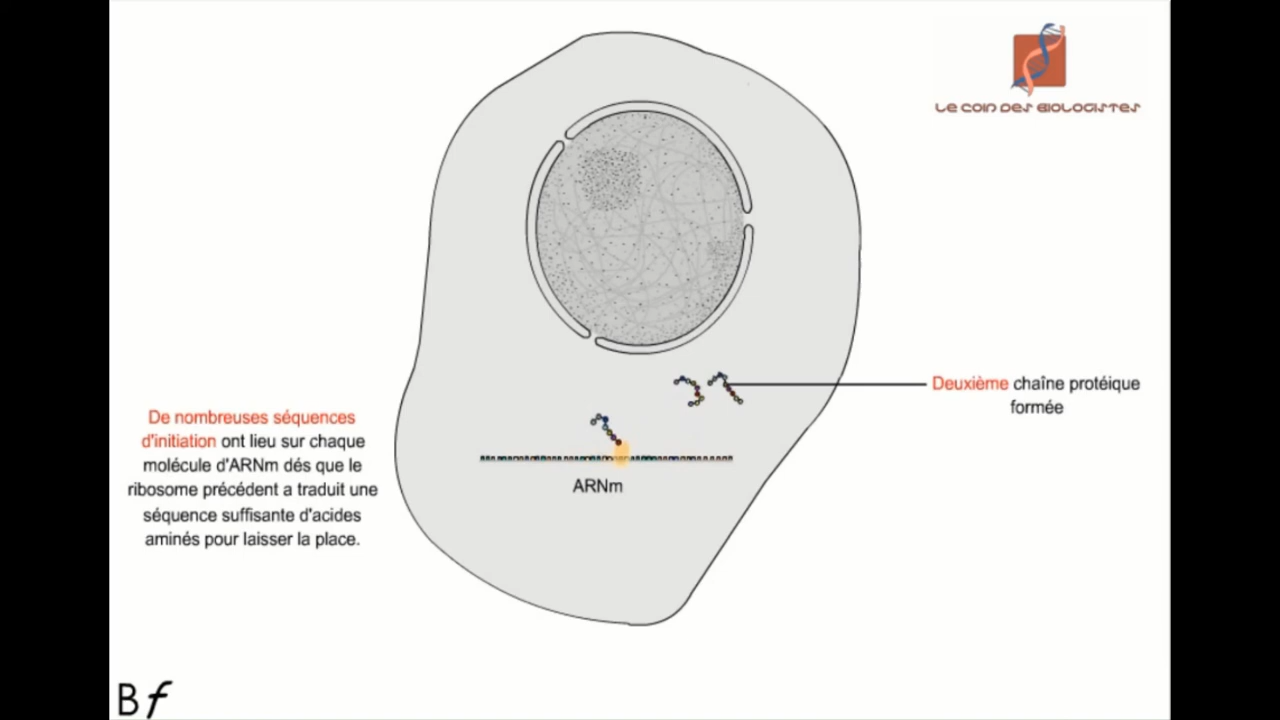 LE COIN DES BIOLOGISTES
De nombreuses séquences
d'initiation ont lieu sur chaque
molécule d'ARNm dés que le
ribosome précédent a traduit une
séquence suffisante d'acides
aminés pour laisser la place.
ARNm
Deuxième chaîne protéique
formée
Bf